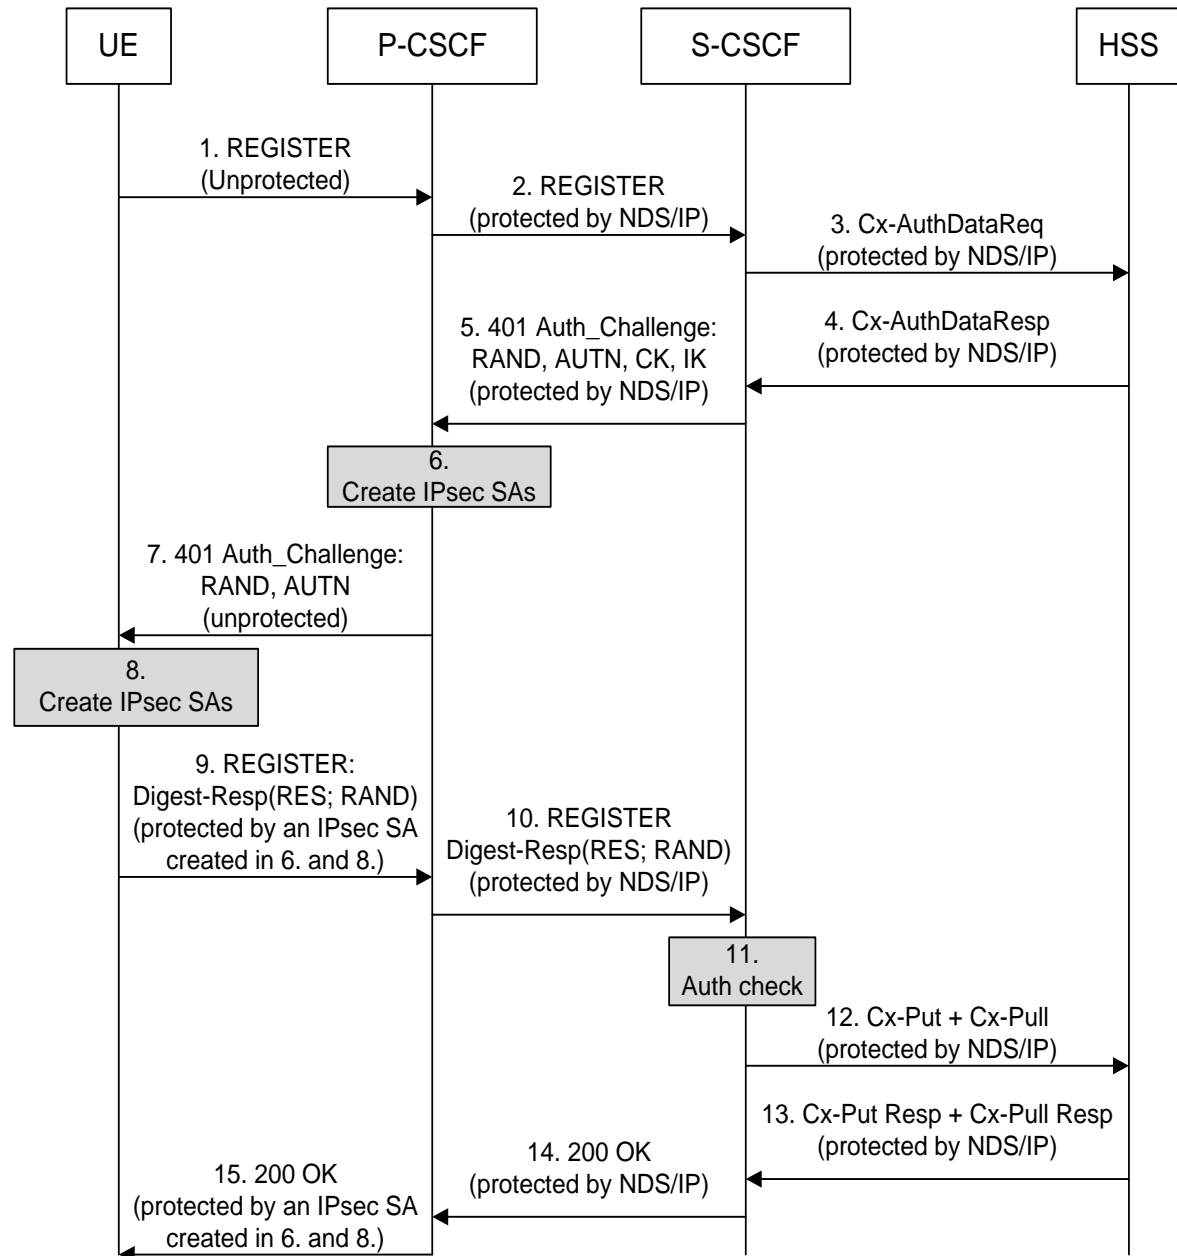 UE
P-CSCF
S-CSCF
HSS
1. REGISTER
(Unprotected)
2. REGISTER
(protected by NDS/IP)
3. Cx-AuthDataReq
(protected by NDS/IP)
4. Cx-AuthDataResp
(protected by NDS/IP)
5. 401 Auth_Challenge:
RAND, AUTN, CK, IK
(protected by NDS/IP)
6.
Create IPsec SAs
7. 401 Auth_Challenge:
RAND, AUTN
(unprotected)
8.
Create IPsec SAs
9. REGISTER:
Digest-Resp(RES; RAND)
(protected by an IPsec SA
created in 6. and 8.)
10. REGISTER
Digest-Resp(RES; RAND)
(protected by NDS/IP)
11.
Auth check
12. Cx-Put + Cx-Pull
(protected by NDS/IP)
13. Cx-Put Resp + Cx-Pull Resp
(protected by NDS/IP)
14. 200 OK
(protected by NDS/IP)
15. 200 OK
(protected by an IPsec SA
created in 6. and 8.)